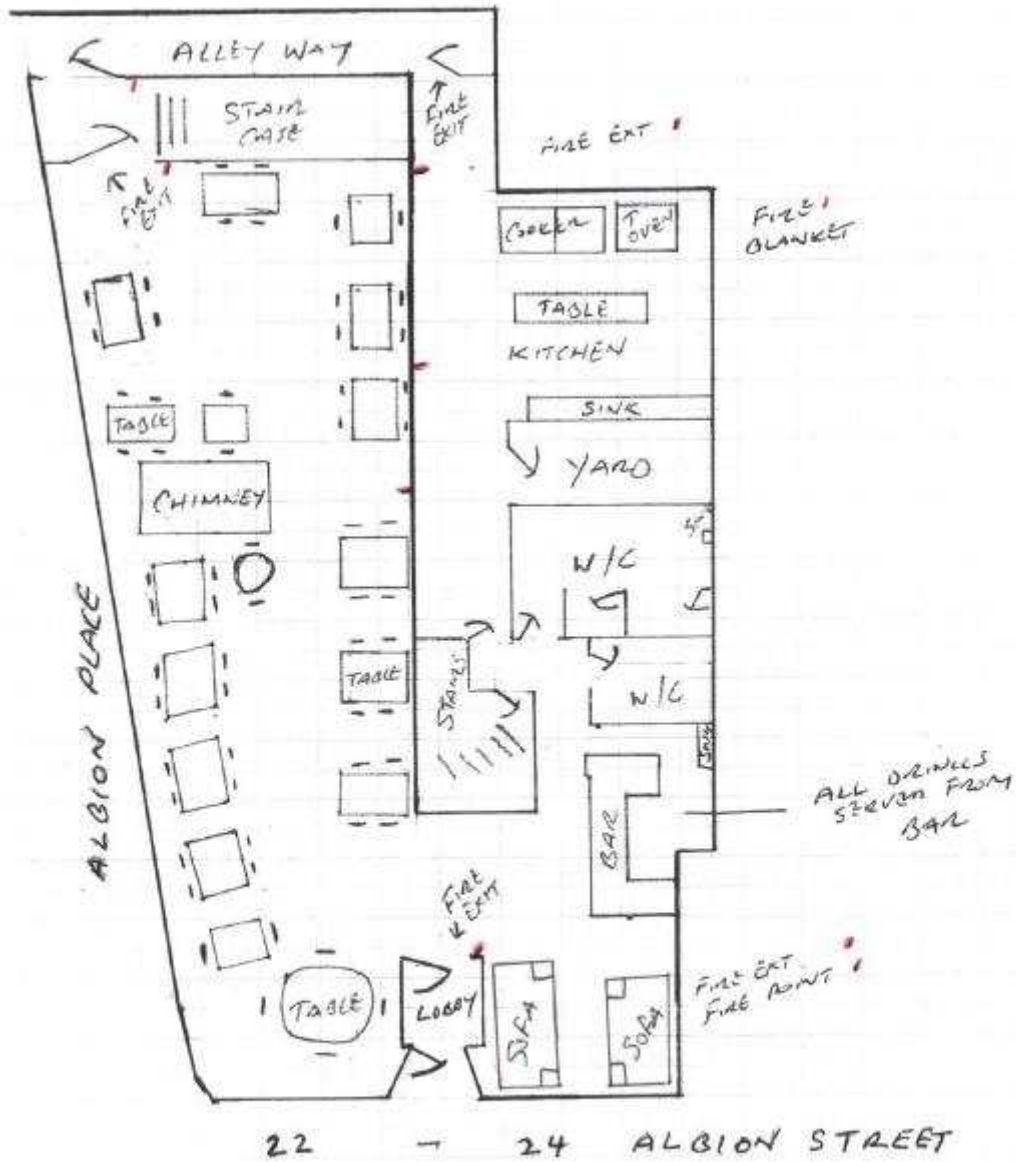 ALLEY WAY
STAIR
CASE
FIRE
EXIT
FIRE EXT
FIRE
EXIT
COOKER
T
OVEN
FIRE
BLANKET
TABLE
KITCHEN
TABLE
SINK
YARD
CHIMNEY
W/C
ALBION PLACE
TABLE
STAIRS
W/C
BAR
ALL DRINKS
SERVED FROM
BAR
FIRE
EXIT
FIRE EXT
FIRE POINT
TABLE
LOBBY
SOFA
SOFA
22 - 24 ALBION STREET